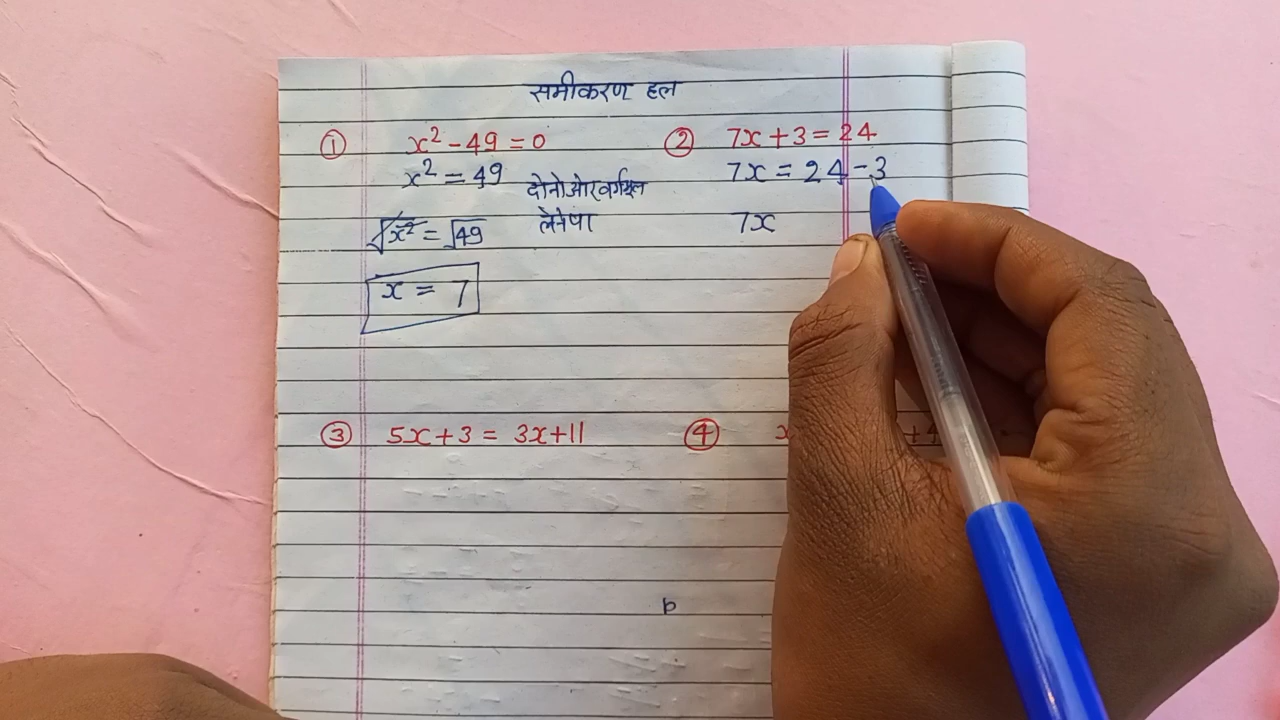 समीकरण हल
① x² - 49 = 0
x² = 49 दोनो ओर वर्गमूल
लेने पा
√x² = √49
x = 7
② 7x + 3 = 24
7x = 24 - 3
7x
③ 5x + 3 = 3x + 11
④ x + 4
b